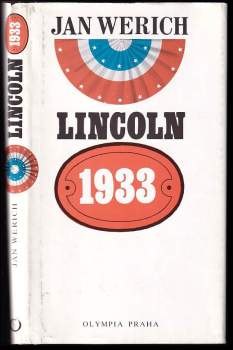 JAN WERICH
LINCOLN
1933
OLYMPIA PRAHA
JAN WERICH
LINCOLN
1933